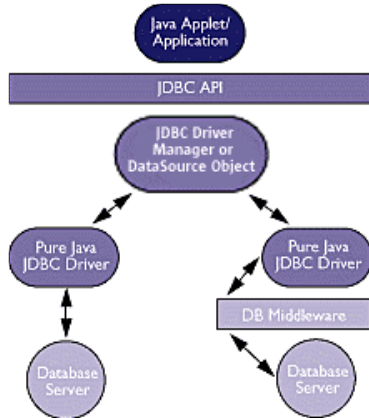 Java Applet/
Application
JDBC API
JDBC Driver
Manager or
DataSource Object
Pure Java
JDBC Driver
Pure Java
JDBC Driver
DB Middleware
Database
Server
Database
Server